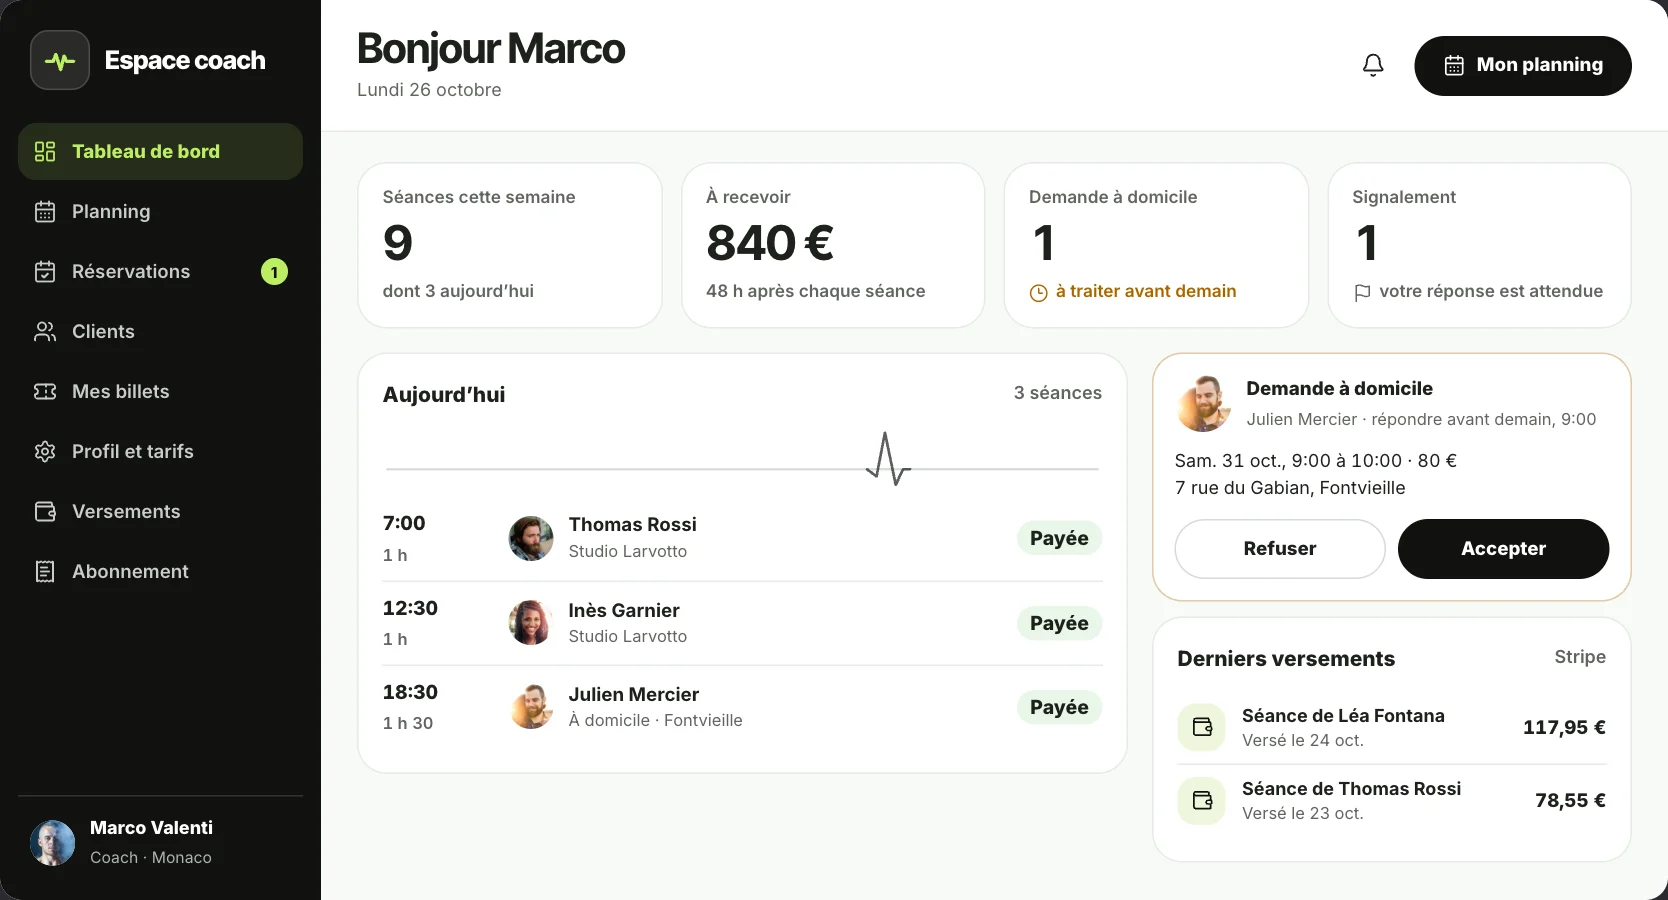 Espace coach
Tableau de bord
Planning
Réservations 1
Clients
Mes billets
Profil et tarifs
Versements
Abonnement
Marco Valenti
Coach · Monaco
Bonjour Marco
Lundi 26 octobre
Mon planning
Séances cette semaine
9
dont 3 aujourd’hui
À recevoir
840 €
48 h après chaque séance
Demande à domicile
1
à traiter avant demain
Signalement
1
votre réponse est attendue
Aujourd’hui
3 séances
7:00
1 h
Thomas Rossi
Studio Larvotto
Payée
12:30
1 h
Inès Garnier
Studio Larvotto
Payée
18:30
1 h 30
Julien Mercier
À domicile · Fontvieille
Payée
Demande à domicile
Julien Mercier · répondre avant demain, 9:00
Sam. 31 oct., 9:00 à 10:00 · 80 €
7 rue du Gabian, Fontvieille
Refuser
Accepter
Derniers versements
Stripe
Séance de Léa Fontana
Versé le 24 oct.
117,95 €
Séance de Thomas Rossi
Versé le 23 oct.
78,55 €